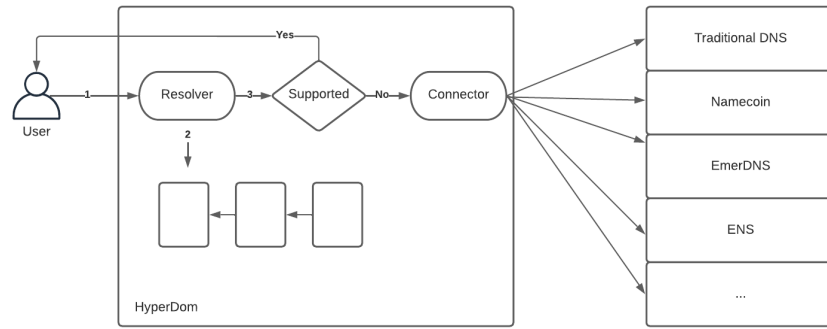 Yes
Traditional DNS
1
Resolver
3
Supported
No
Connector
Namecoin
User
2
EmerDNS
ENS
HyperDom
...